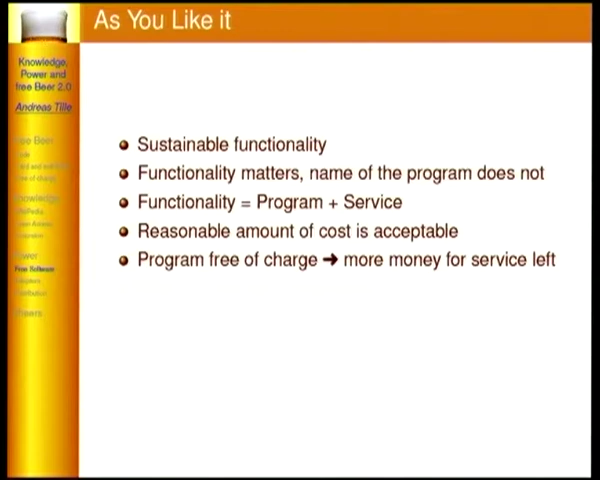 As You Like it
Knowledge,
Power and
free Beer 2.0
Andreas Tille
Sustainable functionality
Functionality matters, name of the program does not
Functionality = Program + Service
Reasonable amount of cost is acceptable
Program free of charge ➔ more money for service left
Free Software